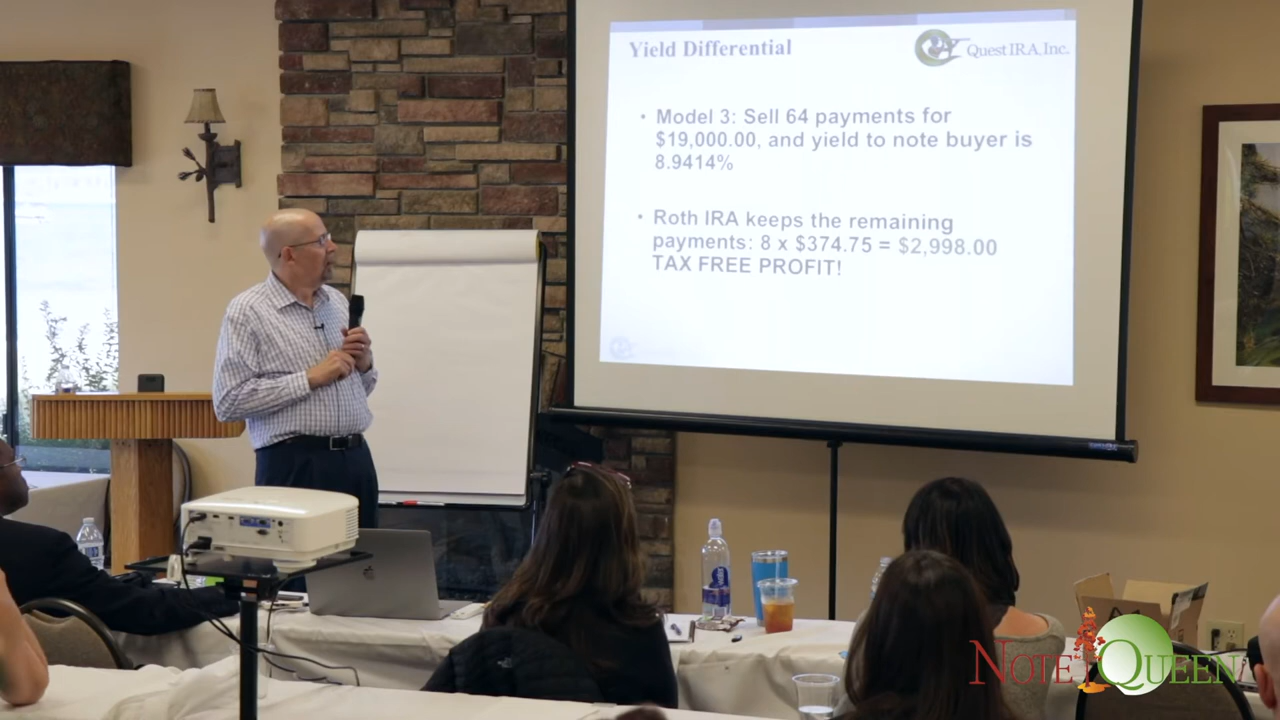 Yield Differential
Quest IRA, Inc.
• Model 3: Sell 64 payments for
$19,000.00, and yield to note buyer is
8.9414%
• Roth IRA keeps the remaining
payments: 8 x $374.75 = $2,998.00
TAX FREE PROFIT!
NOTE QUEEN